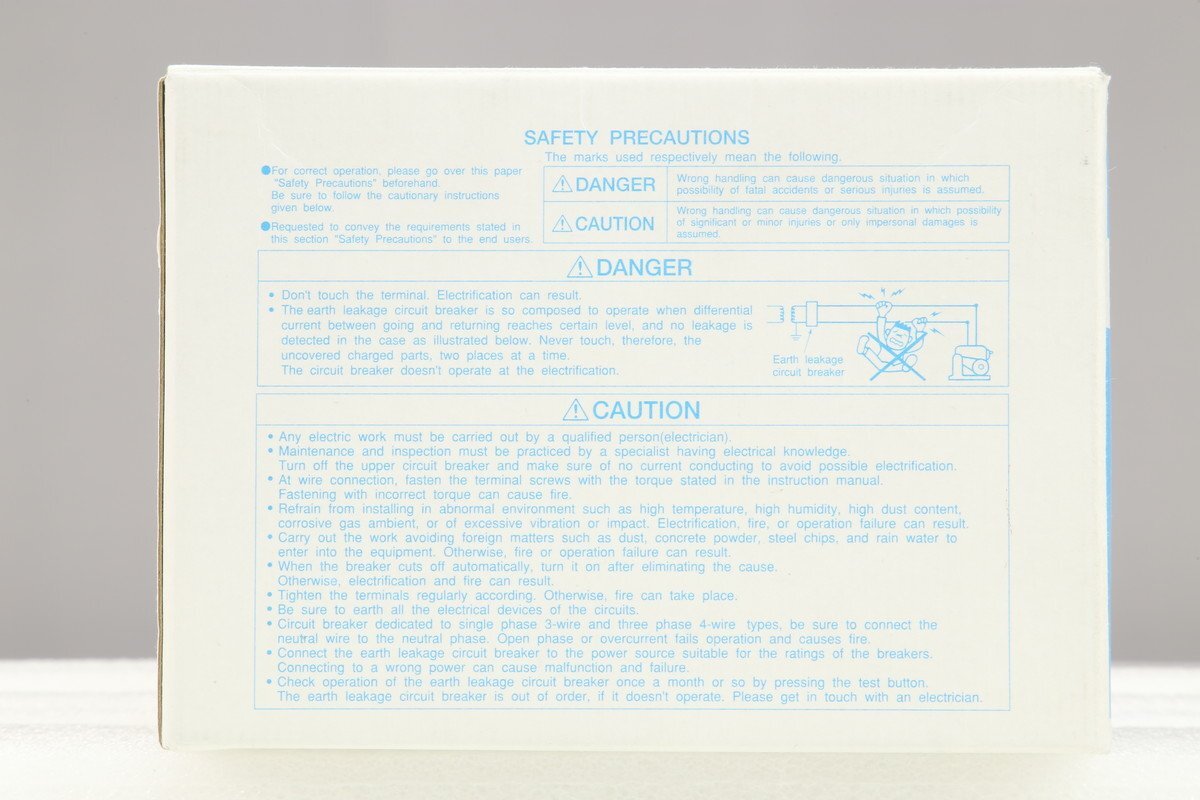 SAFETY PRECAUTIONS
The marks used respectively mean the following.
●For correct operation, please go over this paper
"Safety Precautions" beforehand.
Be sure to follow the cautionary instructions
given below.
●Requested to convey the requirements stated in
this section "Safety Precautions" to the end users.
⚠DANGER
Wrong handling can cause dangerous situation in which
possibility of fatal accidents or serious injuries is assumed.
⚠CAUTION
Wrong handling can cause dangerous situation in which possibility
of significant or minor injuries or only impersonal damages is
assumed.
⚠DANGER
• Don't touch the terminal. Electrification can result.
• The earth leakage circuit breaker is so composed to operate when differential
current between going and returning reaches certain level, and no leakage is
detected in the case as illustrated below. Never touch, therefore, the
uncovered charged parts, two places at a time.
The circuit breaker doesn't operate at the electrification.
Earth leakage
circuit breaker
⚠CAUTION
• Any electric work must be carried out by a qualified person(electrician).
• Maintenance and inspection must be practiced by a specialist having electrical knowledge.
Turn off the upper circuit breaker and make sure of no current conducting to avoid possible electrification.
• At wire connection, fasten the terminal screws with the torque stated in the instruction manual.
Fastening with incorrect torque can cause fire.
• Refrain from installing in abnormal environment such as high temperature, high humidity, high dust content,
corrosive gas ambient, or of excessive vibration or impact. Electrification, fire, or operation failure can result.
• Carry out the work avoiding foreign matters such as dust, concrete powder, steel chips, and rain water to
enter into the equipment. Otherwise, fire or operation failure can result.
• When the breaker cuts off automatically, turn it on after eliminating the cause.
Otherwise, electrification and fire can result.
• Tighten the terminals regularly according. Otherwise, fire can take place.
• Be sure to earth all the electrical devices of the circuits.
• Circuit breaker dedicated to single phase 3-wire and three phase 4-wire types, be sure to connect the
neutral wire to the neutral phase. Open phase or overcurrent fails operation and causes fire.
• Connect the earth leakage circuit breaker to the power source suitable for the ratings of the breakers.
Connecting to a wrong power can cause malfunction and failure.
• Check operation of the earth leakage circuit breaker once a month or so by pressing the test button.
The earth leakage circuit breaker is out of order, if it doesn't operate. Please get in touch with an electrician.